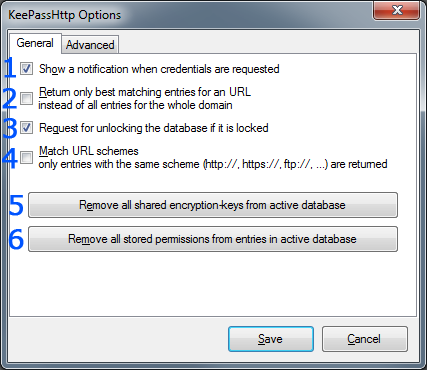 KeePassHttp Options
General Advanced
1 Show a notification when credentials are requested
2 Return only best matching entries for an URL
instead of all entries for the whole domain
3 Request for unlocking the database if it is locked
4 Match URL schemes
only entries with the same scheme (http://, https://, ftp://, ...) are returned
5 Remove all shared encryption-keys from active database
6 Remove all stored permissions from entries in active database
Save Cancel